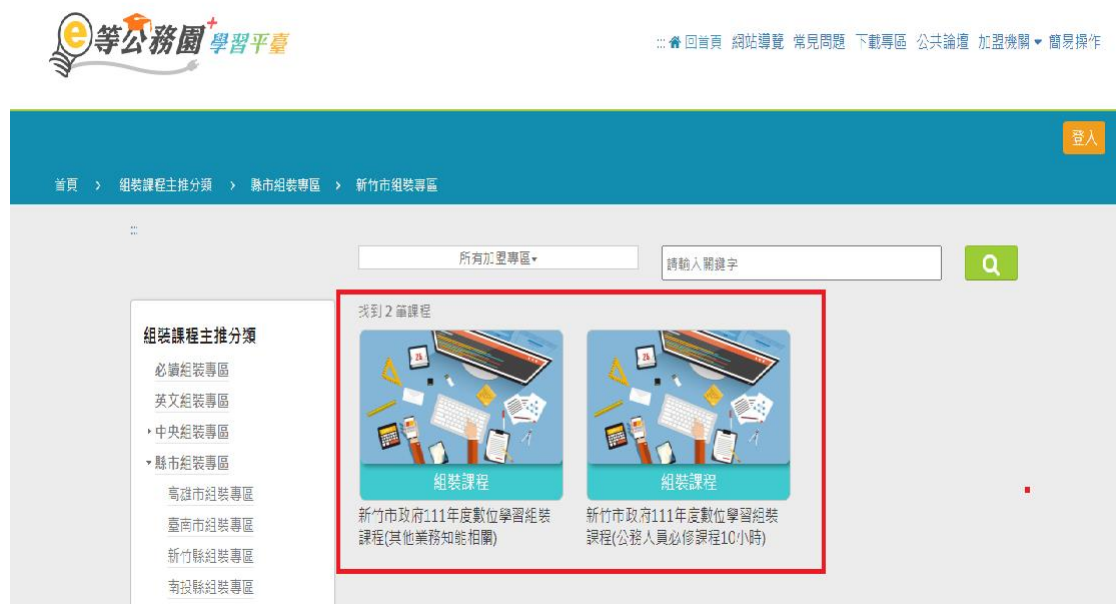 e等公務園+學習平臺
::: 回首頁 網站導覽 常見問題 下載專區 公共論壇 加盟機關 簡易操作
登入
首頁 > 組裝課程主推分類 > 縣市組裝專區 > 新竹市組裝專區
:::
所有加盟專區
請輸入關鍵字
組裝課程主推分類
必讀組裝專區
英文組裝專區
中央組裝專區
縣市組裝專區
高雄市組裝專區
臺南市組裝專區
新竹縣組裝專區
南投縣組裝專區
找到 2 筆課程
組裝課程
新竹市政府111年度數位學習組裝
課程(其他業務知能相關)
組裝課程
新竹市政府111年度數位學習組裝
課程(公務人員必修課程10小時)